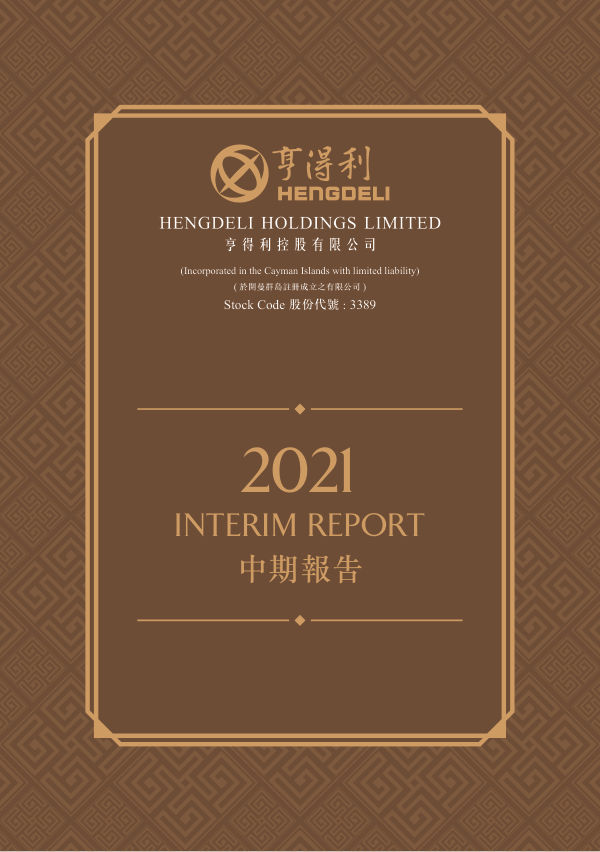 亨得利
HENGDELI
HENGDELI HOLDINGS LIMITED
亨得利控股有限公司
(Incorporated in the Cayman Islands with limited liability)
(於開曼群島註冊成立之有限公司)
Stock Code 股份代號 : 3389
2021
INTERIM REPORT
中期報告